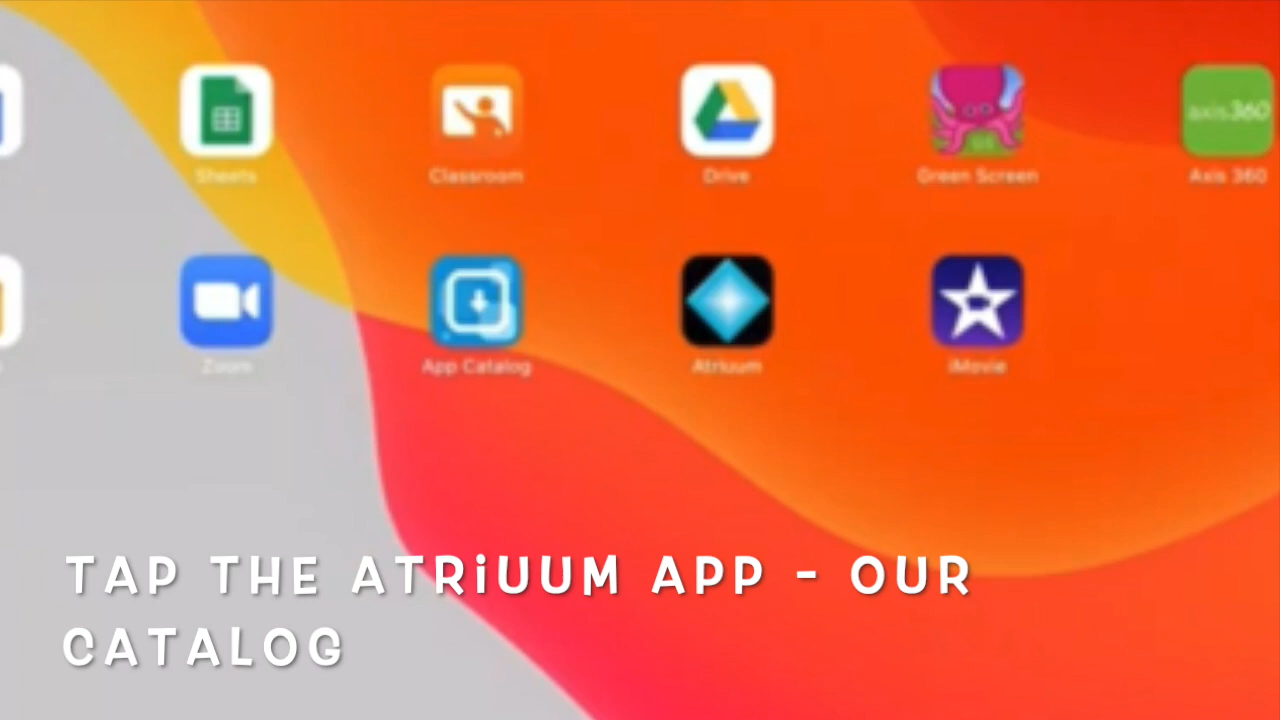 axis360
Sheets
Classroom
Drive
Green Screen
Axis 360
Zoom
App Catalog
Atriuum
iMovie
TAP THE ATRiUUM APP - OUR
CATALOG